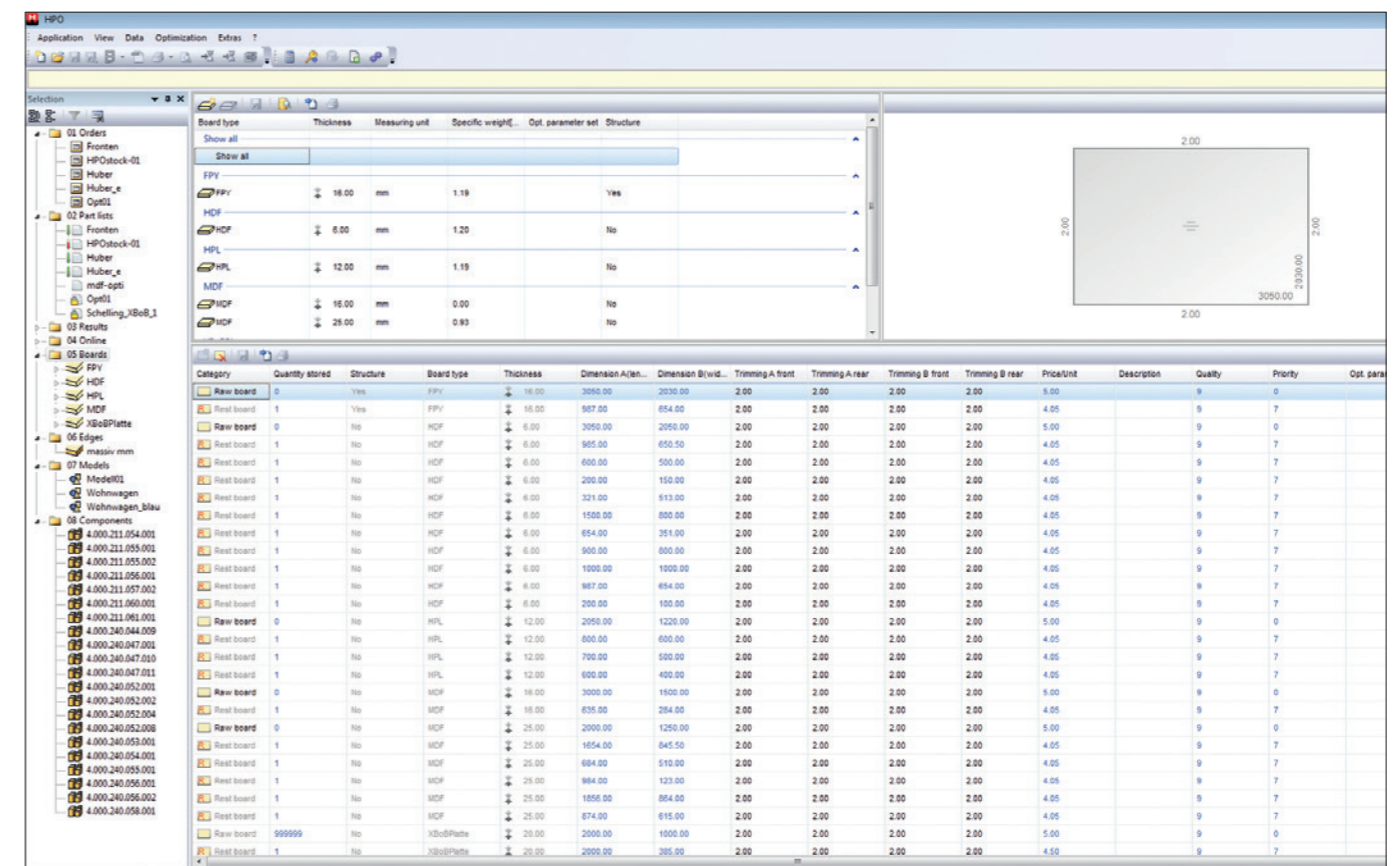 HPO
Application View Data Optimization Extras ?
Selection
01 Orders
Fronten
HPOstock-01
Huber
Huber_e
Opt01
02 Part lists
Fronten
HPOstock-01
Huber
Huber_e
mdf-opti
Opti01
Schelling_XBoB_1
03 Results
04 Online
05 Boards
FPY
HDF
HPL
MDF
XBoBPlatte
06 Edges
massiv mm
07 Models
Modell01
Wohnwagen
Wohnwagen_blau
08 Components
4.000.211.054.001
4.000.211.055.001
4.000.211.055.002
4.000.211.056.001
4.000.211.057.002
4.000.211.060.001
4.000.211.061.001
4.000.240.044.009
4.000.240.047.001
4.000.240.047.010
4.000.240.047.011
4.000.240.052.001
4.000.240.052.002
4.000.240.052.004
4.000.240.052.008
4.000.240.053.001
4.000.240.054.001
4.000.240.055.001
4.000.240.056.001
4.000.240.056.002
4.000.240.058.001
Board type Thickness Measuring unit Specific weight[... Opt. parameter set Structure
Show all
Show all
FPY
FPY 16.00 mm 1.19 Yes
HDF
HDF 6.00 mm 1.20 No
HPL
HPL 12.00 mm 1.19 No
MDF
MDF 16.00 mm 0.00 No
MDF 25.00 mm 0.93 No
2.00
2.00
2.00
2030.00
3050.00
2.00
Category Quantity stored Structure Board type Thickness Dimension A(len... Dimension B(wid... Trimming A front Trimming A rear Trimming B front Trimming B rear Price/Unit Description Quality Priority Opt. para
Raw board 0 Yes FPY 16.00 3050.00 2030.00 2.00 2.00 2.00 2.00 5.00 9 0
Rest board 1 Yes FPY 16.00 987.00 654.00 2.00 2.00 2.00 2.00 4.05 9 7
Raw board 0 No HDF 6.00 3050.00 2050.00 2.00 2.00 2.00 2.00 5.00 9 0
Rest board 1 No HDF 6.00 985.00 650.50 2.00 2.00 2.00 2.00 4.05 9 7
Rest board 1 No HDF 6.00 600.00 500.00 2.00 2.00 2.00 2.00 4.05 9 7
Rest board 1 No HDF 6.00 200.00 150.00 2.00 2.00 2.00 2.00 4.05 9 7
Rest board 1 No HDF 6.00 321.00 513.00 2.00 2.00 2.00 2.00 4.05 9 7
Rest board 1 No HDF 6.00 1500.00 800.00 2.00 2.00 2.00 2.00 4.05 9 7
Rest board 1 No HDF 6.00 654.00 351.00 2.00 2.00 2.00 2.00 4.05 9 7
Rest board 1 No HDF 6.00 900.00 800.00 2.00 2.00 2.00 2.00 4.05 9 7
Rest board 1 No HDF 6.00 1000.00 1000.00 2.00 2.00 2.00 2.00 4.05 9 7
Rest board 1 No HDF 6.00 987.00 654.00 2.00 2.00 2.00 2.00 4.05 9 7
Rest board 1 No HDF 6.00 200.00 100.00 2.00 2.00 2.00 2.00 4.05 9 7
Raw board 0 No HPL 12.00 2050.00 1220.00 2.00 2.00 2.00 2.00 5.00 9 0
Rest board 1 No HPL 12.00 800.00 600.00 2.00 2.00 2.00 2.00 4.05 9 7
Rest board 1 No HPL 12.00 700.00 500.00 2.00 2.00 2.00 2.00 4.05 9 7
Rest board 1 No HPL 12.00 600.00 400.00 2.00 2.00 2.00 2.00 4.05 9 7
Raw board 0 No MDF 16.00 3000.00 1500.00 2.00 2.00 2.00 2.00 5.00 9 0
Rest board 1 No MDF 16.00 635.00 284.00 2.00 2.00 2.00 2.00 4.05 9 7
Raw board 0 No MDF 25.00 2000.00 1250.00 2.00 2.00 2.00 2.00 5.00 9 0
Rest board 1 No MDF 25.00 1654.00 845.50 2.00 2.00 2.00 2.00 4.05 9 7
Rest board 1 No MDF 25.00 684.00 510.00 2.00 2.00 2.00 2.00 4.05 9 7
Rest board 1 No MDF 25.00 984.00 123.00 2.00 2.00 2.00 2.00 4.05 9 7
Rest board 1 No MDF 25.00 1856.00 864.00 2.00 2.00 2.00 2.00 4.05 9 7
Rest board 1 No MDF 25.00 874.00 615.00 2.00 2.00 2.00 2.00 4.05 9 7
Raw board 999999 No XBoBPlatte 20.00 2000.00 1000.00 2.00 2.00 2.00 2.00 5.00 9 0
Rest board 1 No XBoBPlatte 20.00 2000.00 385.00 2.00 2.00 2.00 2.00 4.50 9 7